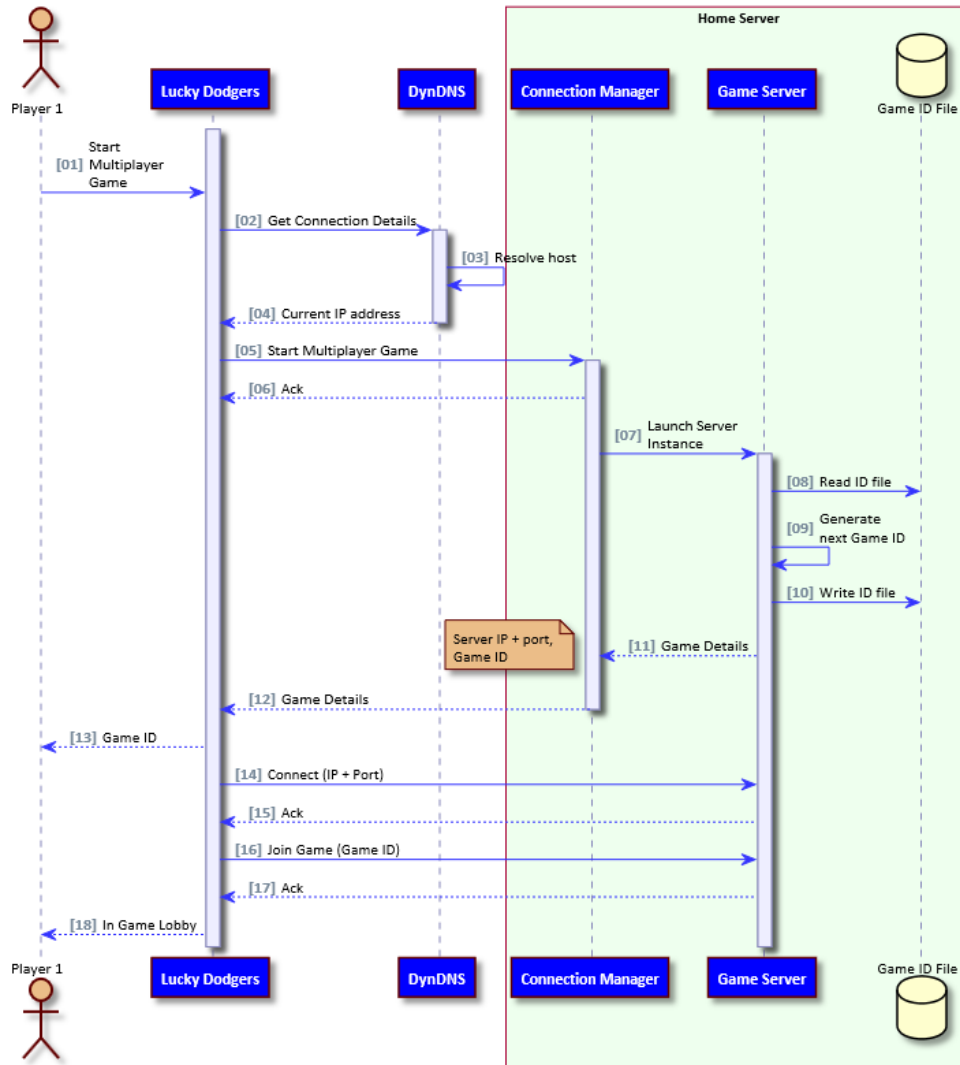 Home Server
Player 1
Lucky Dodgers
DynDNS
Connection Manager
Game Server
Game ID File
Start
[01] Multiplayer
Game
[02] Get Connection Details
[03] Resolve host
[04] Current IP address
[05] Start Multiplayer Game
[06] Ack
[07] Launch Server
Instance
[08] Read ID file
[09] Generate
next Game ID
[10] Write ID file
Server IP + port,
Game ID
[11] Game Details
[12] Game Details
[13] Game ID
[14] Connect (IP + Port)
[15] Ack
[16] Join Game (Game ID)
[17] Ack
[18] In Game Lobby
Player 1
Lucky Dodgers
DynDNS
Connection Manager
Game Server
Game ID File